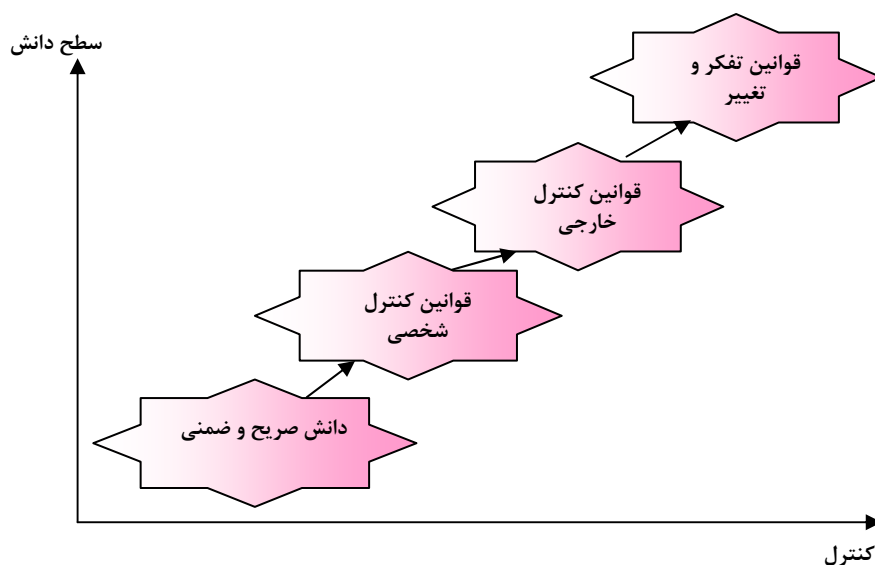 سطح دانش
قوانین تفکر و
تغییر
قوانین کنترل
خارجی
قوانین کنترل
شخصی
دانش صریح و ضمنی
کنترل